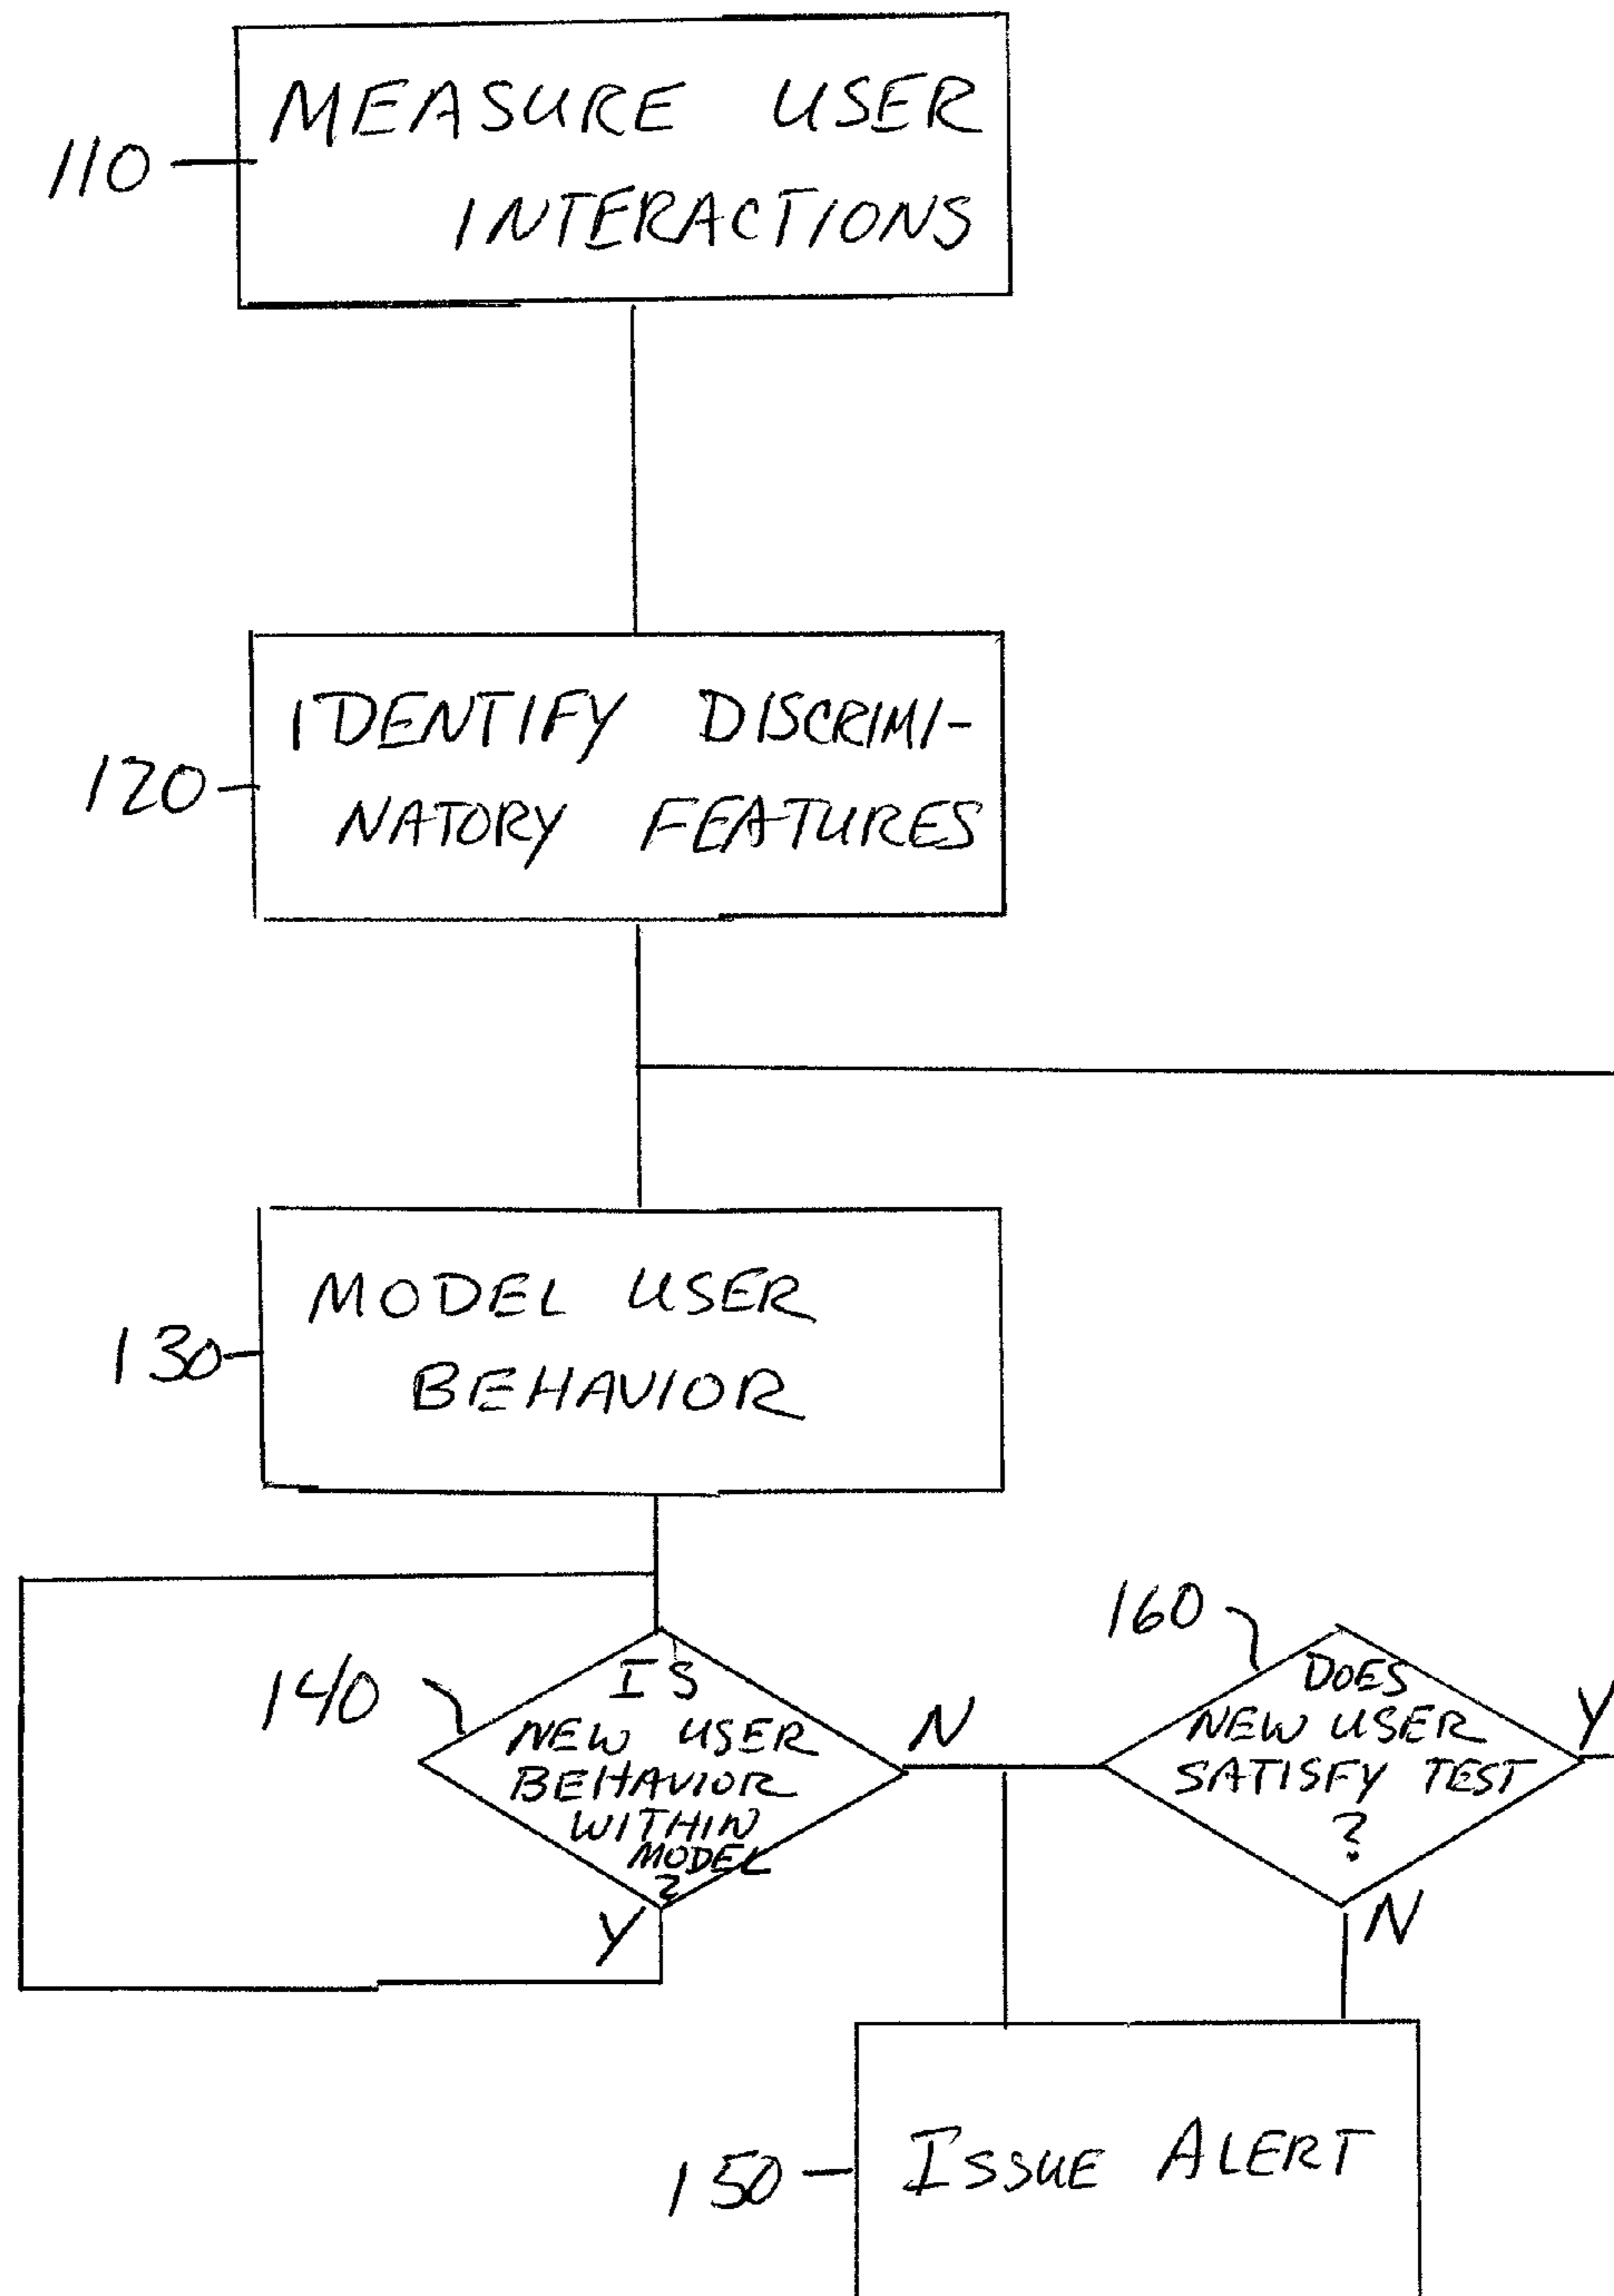 MEASURE USER
110
INTERACTIONS
IDENTIFY DISCRIMI-
120
NATORY FEATURES
MODEL USER
130
BEHAVIOR
160
140
IS
NEW USER
BEHAVIOR
WITHIN
MODEL
?
Y
N
DOES
NEW USER
SATISFY TEST
?
Y
N
150
ISSUE ALERT